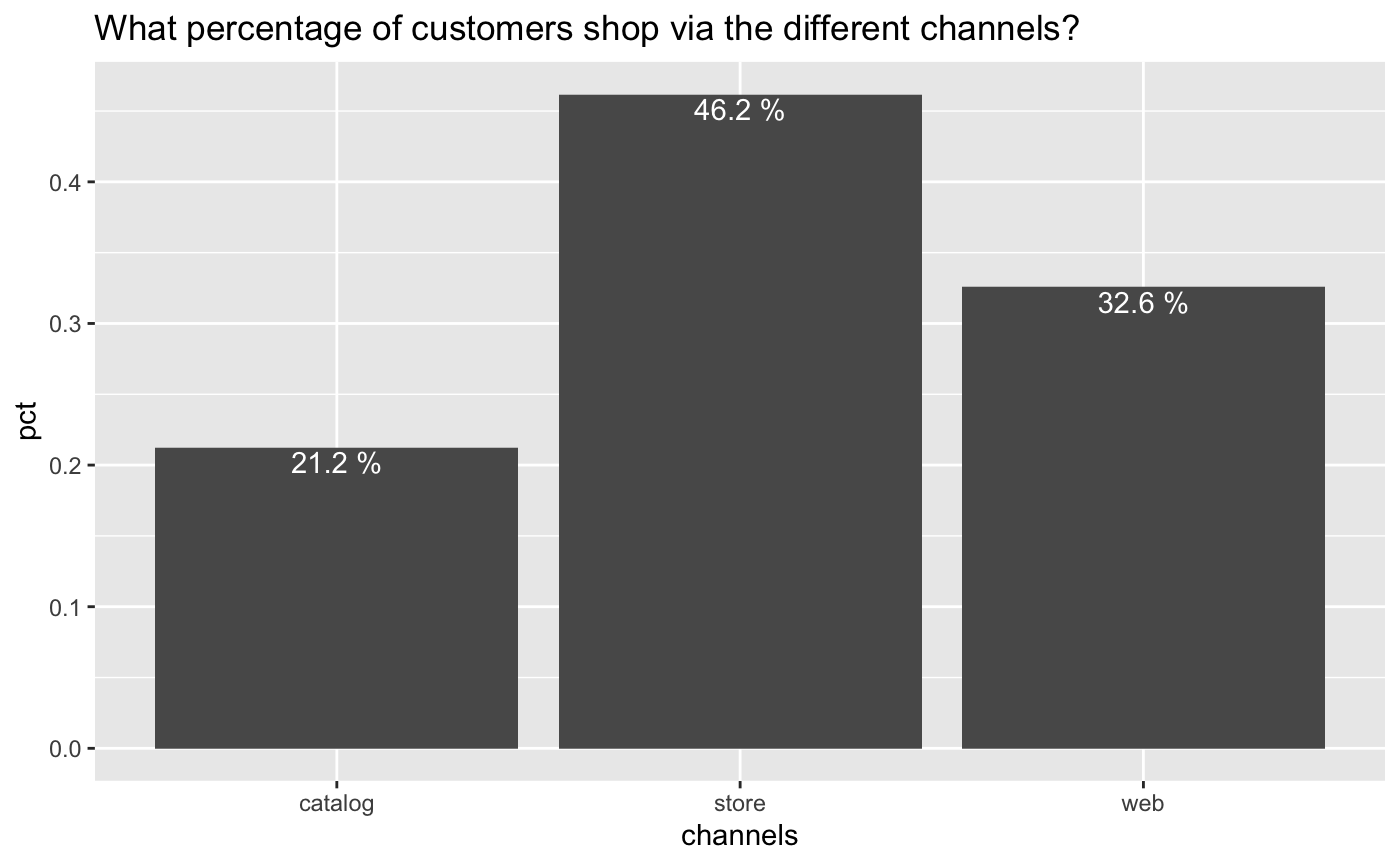 What percentage of customers shop via the different channels?
46.2 %
0.4
32.6 %
0.3
pct
21.2 %
0.2
0.1
0.0
catalog store web
channels